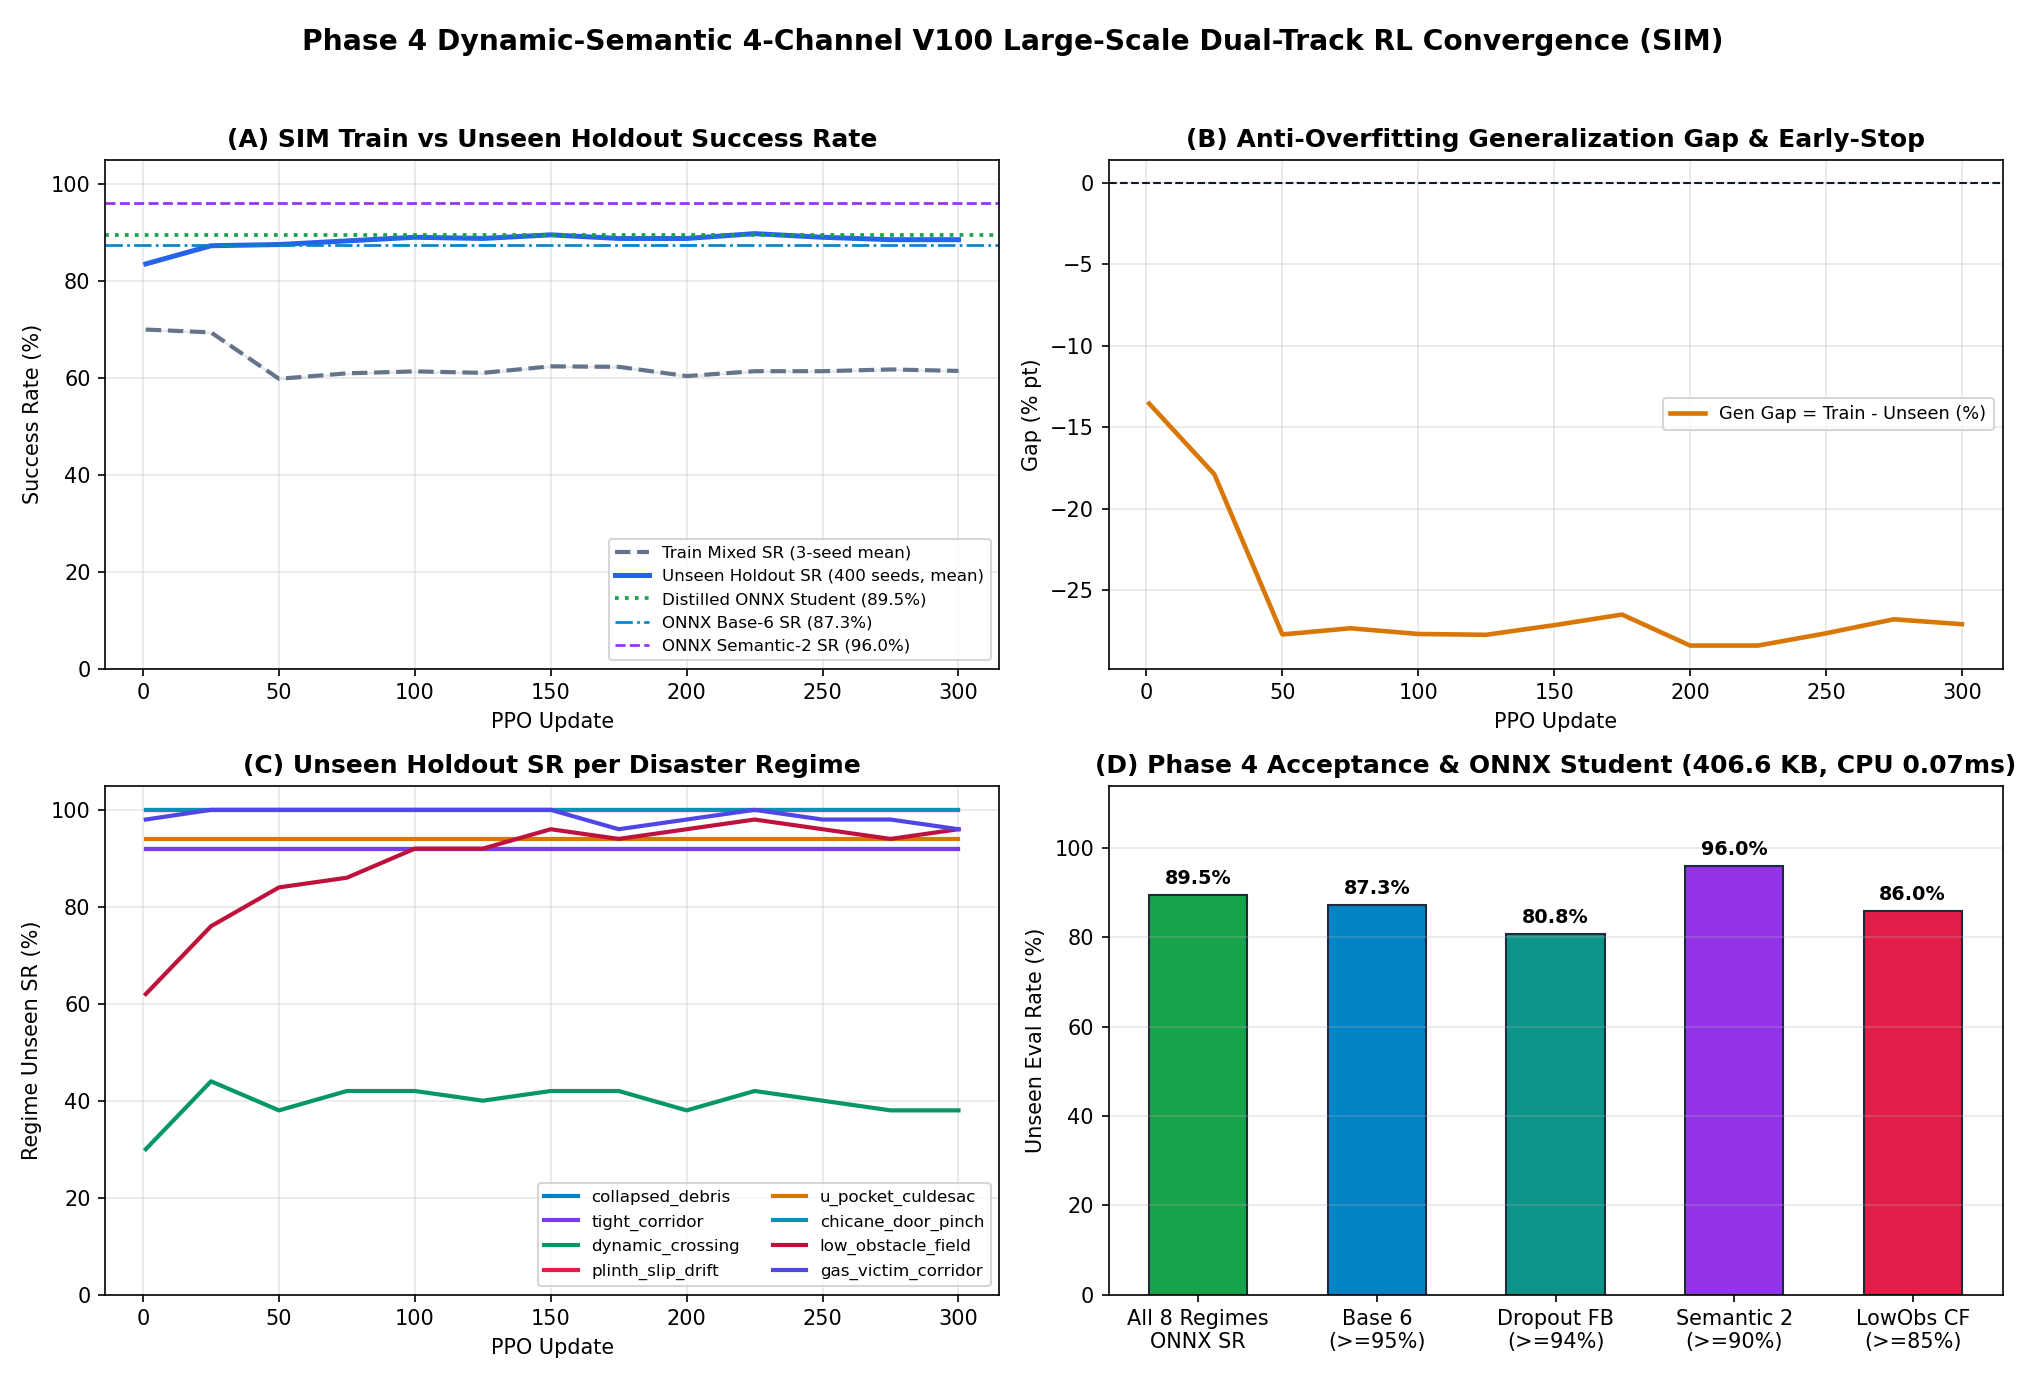 Phase 4 Dynamic-Semantic 4-Channel V100 Large-Scale Dual-Track RL Convergence (SIM)
(A) SIM Train vs Unseen Holdout Success Rate
Success Rate (%)
100
80
60
40
20
0
0 50 100 150 200 250 300
PPO Update
Train Mixed SR (3-seed mean)
Unseen Holdout SR (400 seeds, mean)
Distilled ONNX Student (89.5%)
ONNX Base-6 SR (87.3%)
ONNX Semantic-2 SR (96.0%)
(B) Anti-Overfitting Generalization Gap & Early-Stop
Gap (% pt)
0
−5
−10
−15
−20
−25
0 50 100 150 200 250 300
PPO Update
Gen Gap = Train - Unseen (%)
(C) Unseen Holdout SR per Disaster Regime
Regime Unseen SR (%)
100
80
60
40
20
0
0 50 100 150 200 250 300
PPO Update
collapsed_debris
tight_corridor
dynamic_crossing
plinth_slip_drift
u_pocket_culdesac
chicane_door_pinch
low_obstacle_field
gas_victim_corridor
(D) Phase 4 Acceptance & ONNX Student (406.6 KB, CPU 0.07ms)
Unseen Eval Rate (%)
100
80
60
40
20
0
89.5%
87.3%
80.8%
96.0%
86.0%
All 8 Regimes
ONNX SR
Base 6
(>=95%)
Dropout FB
(>=94%)
Semantic 2
(>=90%)
LowObs CF
(>=85%)